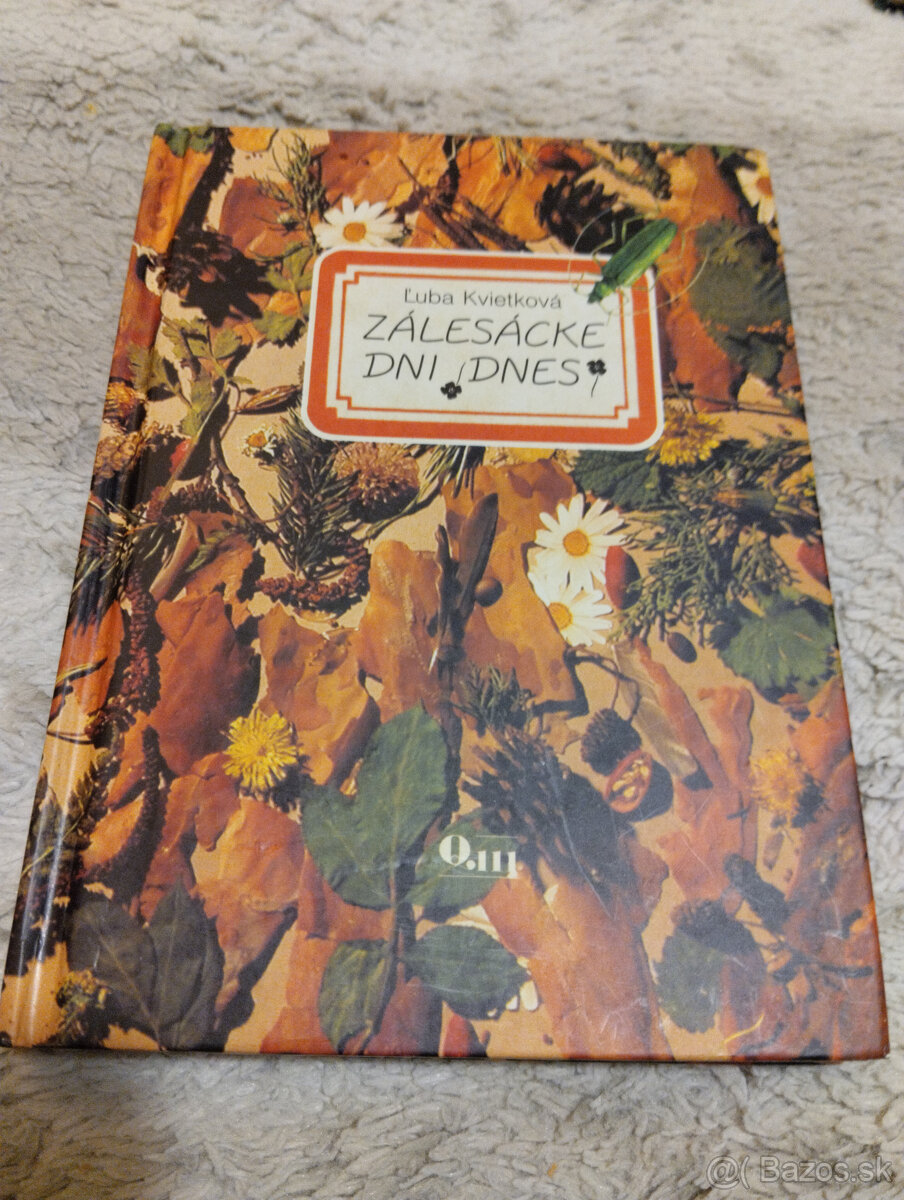 Ľuba Kvietková
ZÁLESÁCKE
DNI, DNES
Q111
@( Bazos.sk